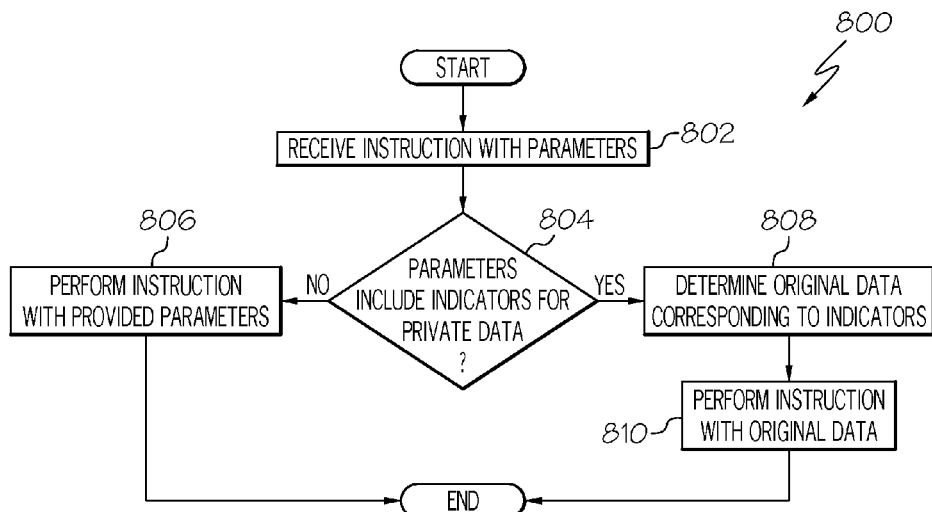 800
START
RECEIVE INSTRUCTION WITH PARAMETERS
802
804
PARAMETERS
INCLUDE INDICATORS FOR
PRIVATE DATA
?
NO
YES
806
PERFORM INSTRUCTION
WITH PROVIDED PARAMETERS
808
DETERMINE ORIGINAL DATA
CORRESPONDING TO INDICATORS
PERFORM INSTRUCTION
WITH ORIGINAL DATA
810
END